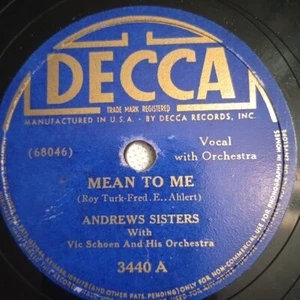 DECCA
TRADE MARK REGISTERED
MANUFACTURED IN U.S.A. - BY DECCA RECORDS, INC.
(68046)
Vocal
with Orchestra
MEAN TO ME
(Roy Turk-Fred. E. Ahlert)
ANDREWS SISTERS
With
Vic Schoen And His Orchestra
3440 A